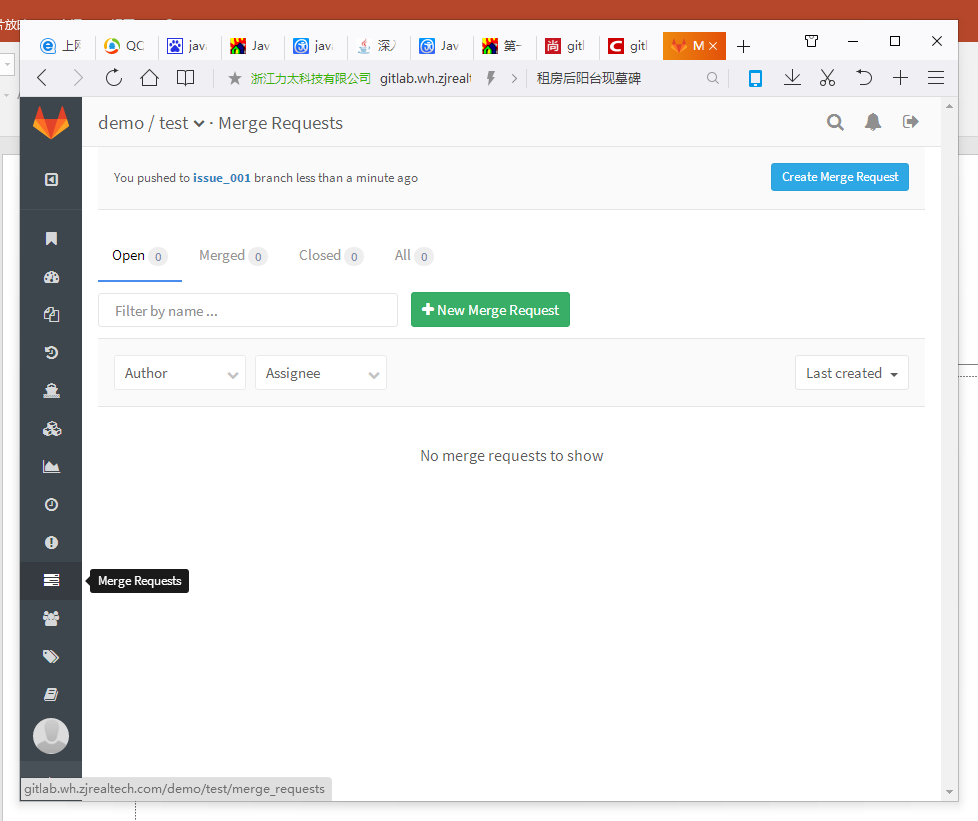 上
QC
java
Jav
java
深
Jav
第一
尚 gitl
gitl
M
浙江力太科技有限公司 gitlab.wh.zjrealt 租房后阳台现墓碑
demo / test · Merge Requests
You pushed to issue_001 branch less than a minute ago
Create Merge Request
Open 0 Merged 0 Closed 0 All 0
Filter by name ...
New Merge Request
Author Assignee Last created
No merge requests to show
Merge Requests
gitlab.wh.zjrealtech.com/demo/test/merge_requests